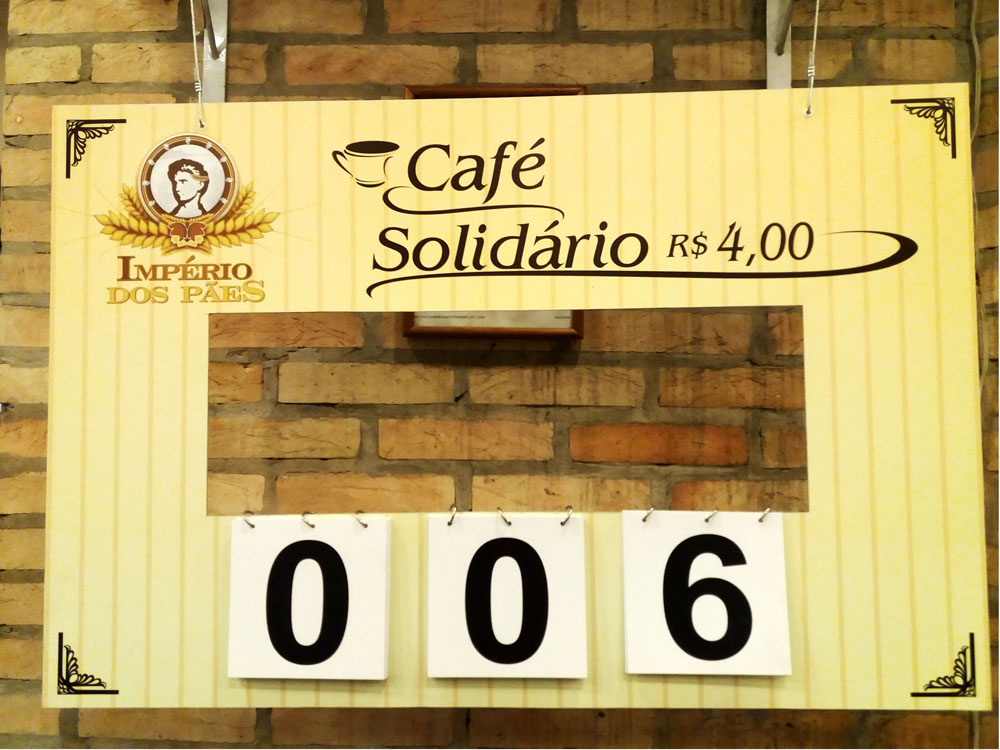 Café
Solidário R$ 4,00
IMPÉRIO
DOS PÃES
0 0 6